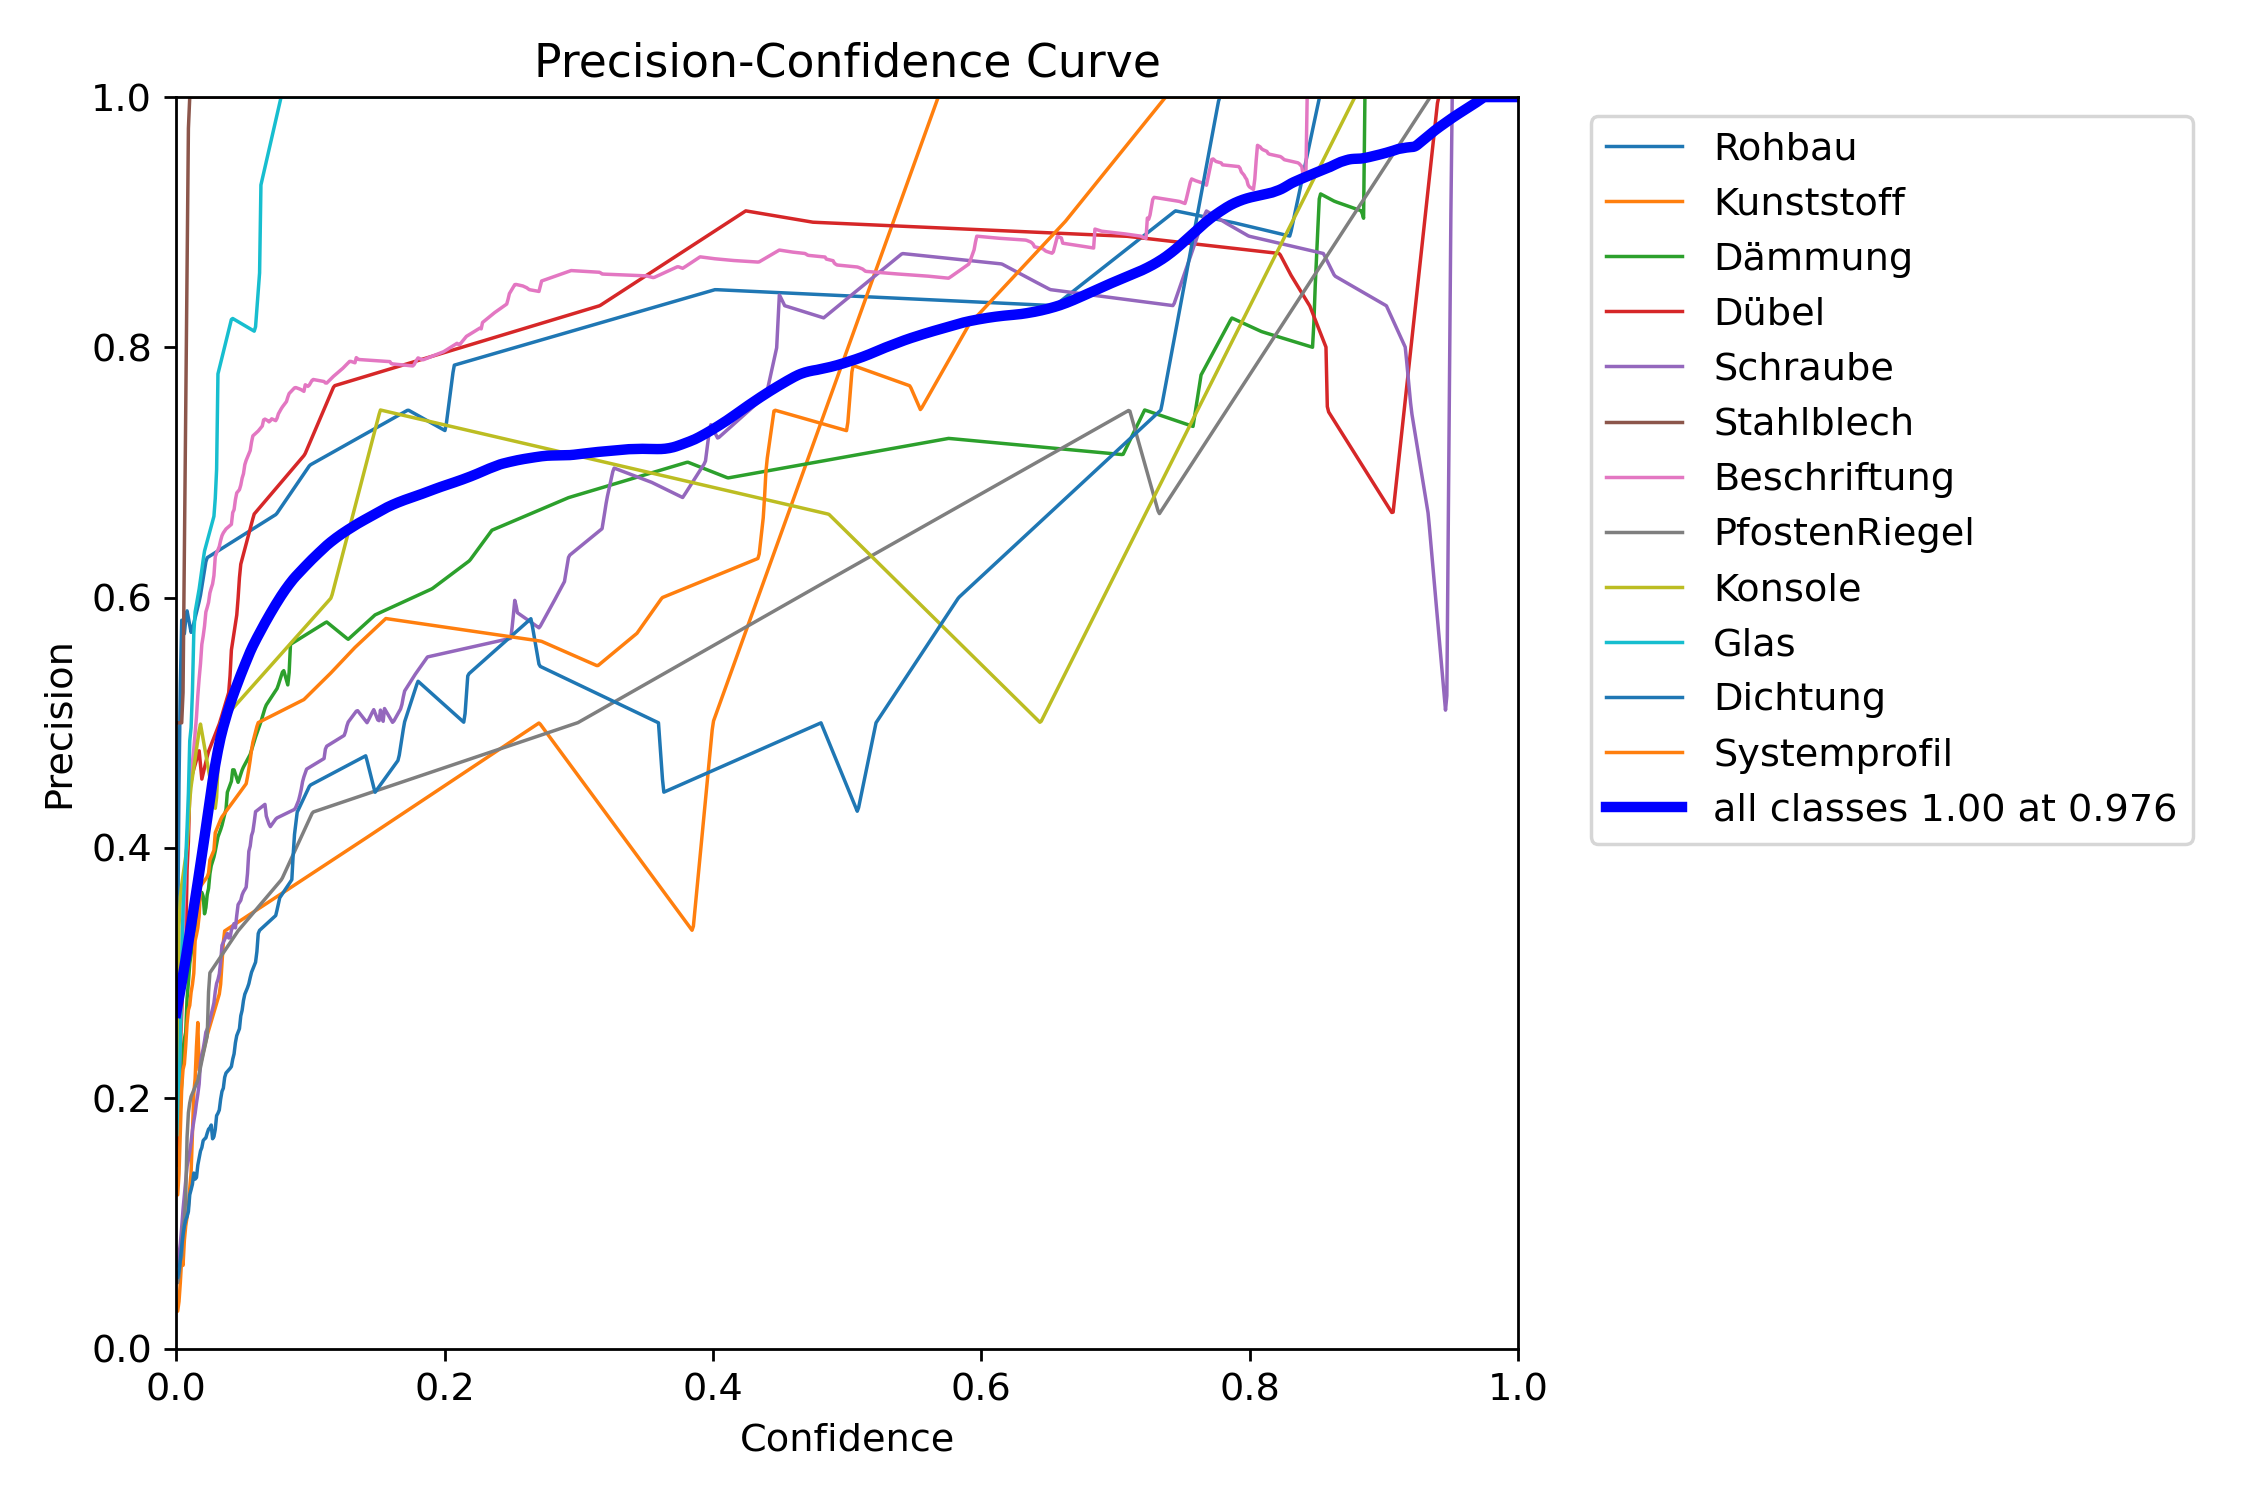 Precision-Confidence Curve
1.0
0.8
0.6
0.4
0.2
0.0
Precision
0.0 0.2 0.4 0.6 0.8 1.0
Confidence
Rohbau
Kunststoff
Dämmung
Dübel
Schraube
Stahlblech
Beschriftung
PfostenRiegel
Konsole
Glas
Dichtung
Systemprofil
all classes 1.00 at 0.976